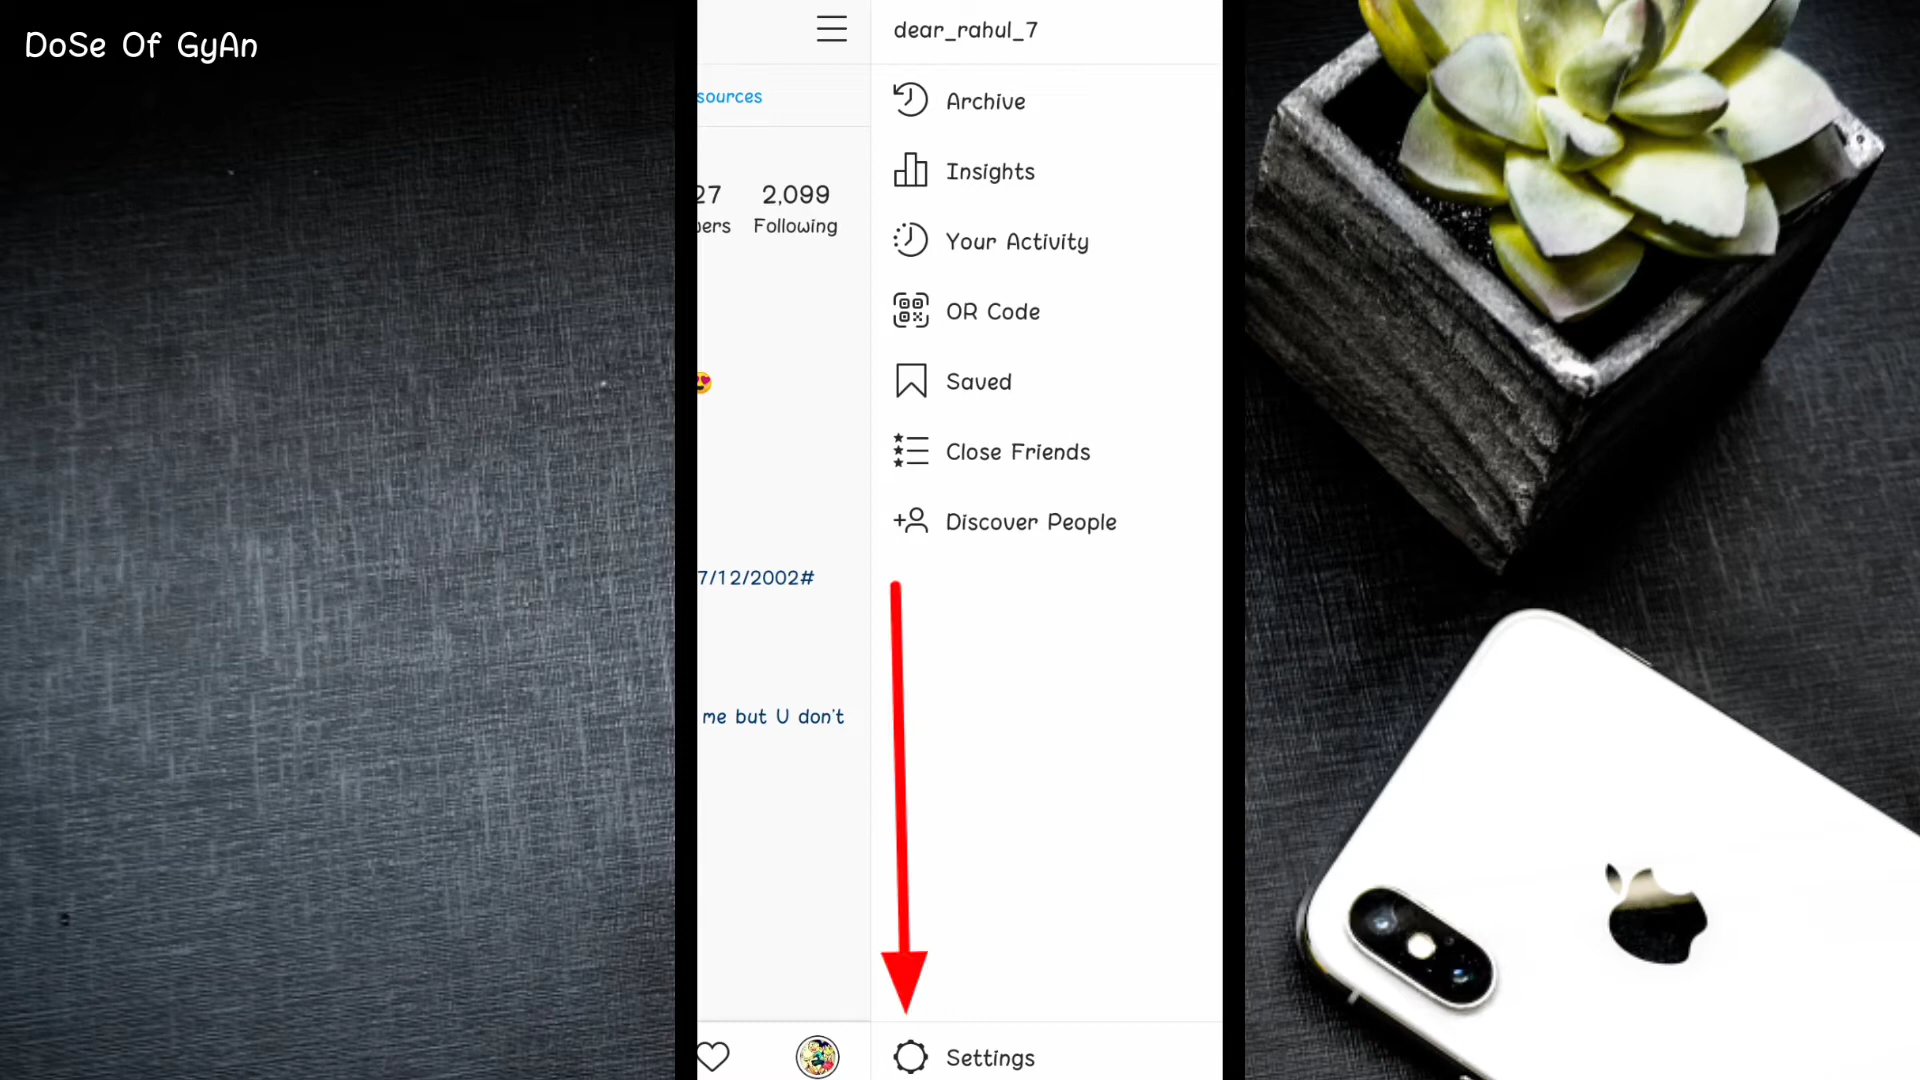 DoSe Of GyAn
dear_rahul_7
sources
Archive
Insights
27 2,099
Following
Your Activity
QR Code
Saved
Close Friends
Discover People
7/12/2002#
me but U don't
Settings